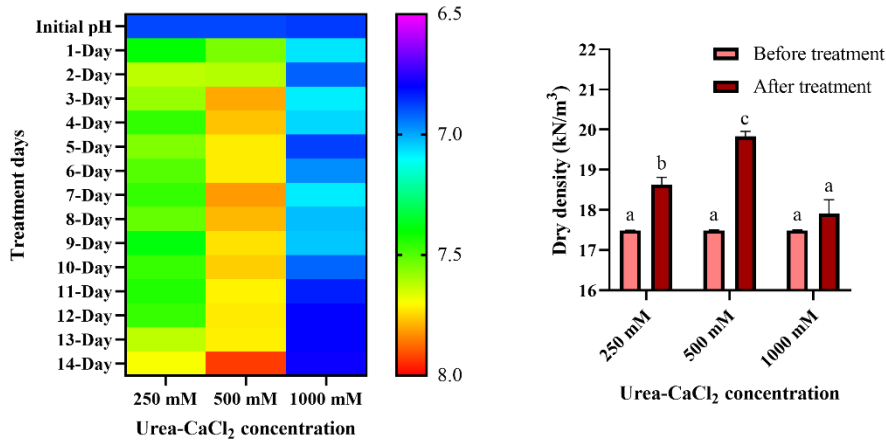 Treatment days
Initial pH
1-Day
2-Day
3-Day
4-Day
5-Day
6-Day
7-Day
8-Day
9-Day
10-Day
11-Day
12-Day
13-Day
14-Day
250 mM 500 mM 1000 mM
Urea-CaCl₂ concentration
6.5
7.0
7.5
8.0
Before treatment
After treatment
Dry density (kN/m³)
22
21
20
19
18
17
16
a b a c a a
250 mM 500 mM 1000 mM
Urea-CaCl₂ concentration